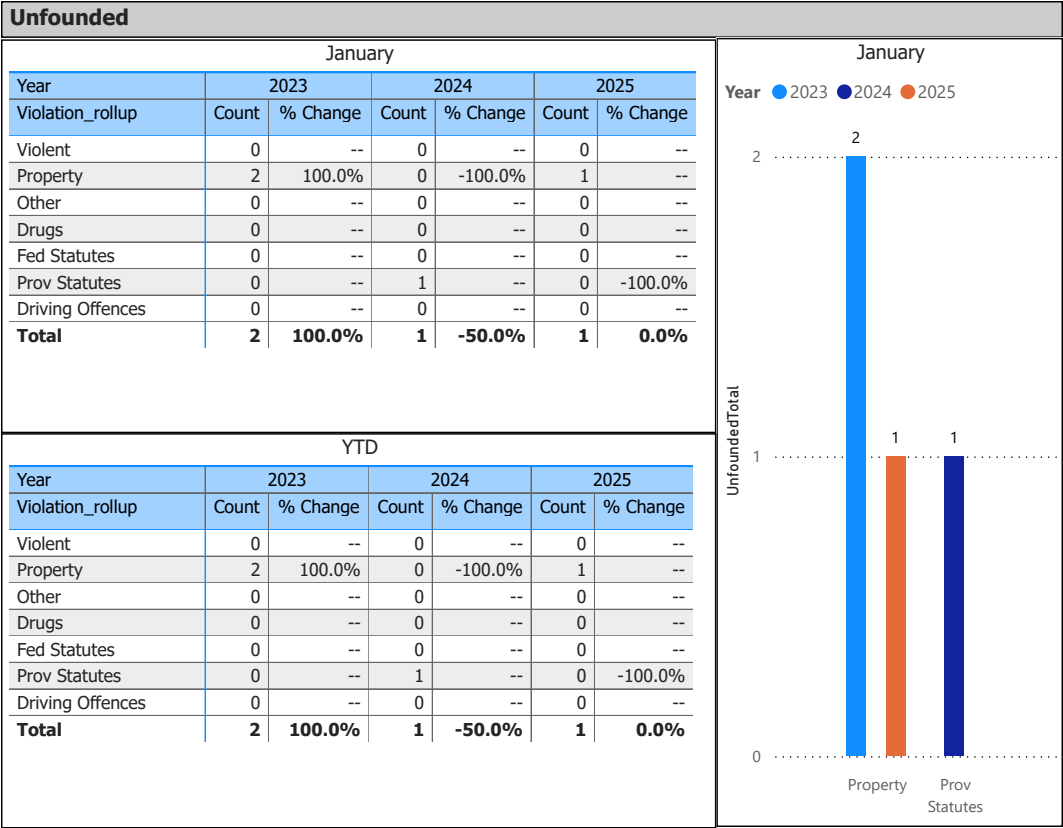 Unfounded
January
Year 2023 2024 2025
Violation_rollup Count % Change Count % Change Count % Change
Violent 0 -- 0 -- 0 --
Property 2 100.0% 0 -100.0% 1 --
Other 0 -- 0 -- 0 --
Drugs 0 -- 0 -- 0 --
Fed Statutes 0 -- 0 -- 0 --
Prov Statutes 0 -- 1 -- 0 -100.0%
Driving Offences 0 -- 0 -- 0 --
Total 2 100.0% 1 -50.0% 1 0.0%
YTD
Year 2023 2024 2025
Violation_rollup Count % Change Count % Change Count % Change
Violent 0 -- 0 -- 0 --
Property 2 100.0% 0 -100.0% 1 --
Other 0 -- 0 -- 0 --
Drugs 0 -- 0 -- 0 --
Fed Statutes 0 -- 0 -- 0 --
Prov Statutes 0 -- 1 -- 0 -100.0%
Driving Offences 0 -- 0 -- 0 --
Total 2 100.0% 1 -50.0% 1 0.0%
January
Year 2023 2024 2025
2
2
1 1
1
0
UnfoundedTotal
Property Prov
Statutes